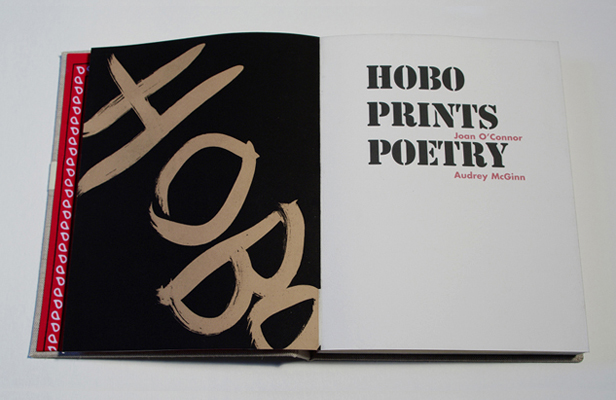 HOBO
HOBO
PRINTS
Joan O'Connor
POETRY
Audrey McGinn